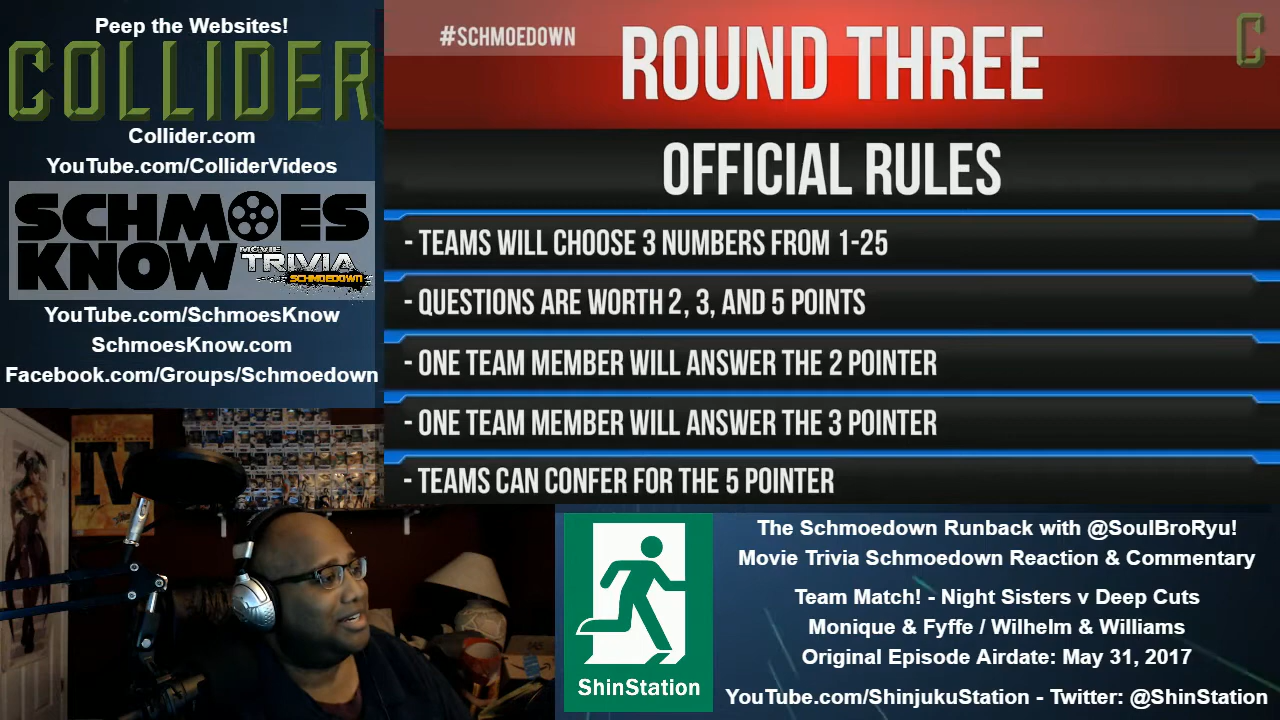 Peep the Websites!
COLLIDER
Collider.com
YouTube.com/ColliderVideos
SCHMOES
KNOW
MOVIE
TRIVIA
SCHMOEDOWN
YouTube.com/SchmoesKnow
SchmoesKnow.com
Facebook.com/Groups/Schmoedown
#SCHMOEDOWN
ROUND THREE
C
OFFICIAL RULES
- TEAMS WILL CHOOSE 3 NUMBERS FROM 1-25
- QUESTIONS ARE WORTH 2, 3, AND 5 POINTS
- ONE TEAM MEMBER WILL ANSWER THE 2 POINTER
- ONE TEAM MEMBER WILL ANSWER THE 3 POINTER
- TEAMS CAN CONFER FOR THE 5 POINTER
IV
ShinStation
The Schmoedown Runback with @SoulBroRyu!
Movie Trivia Schmoedown Reaction & Commentary
Team Match! - Night Sisters v Deep Cuts
Monique & Fyffe / Wilhelm & Williams
Original Episode Airdate: May 31, 2017
YouTube.com/ShinjukuStation - Twitter: @ShinStation